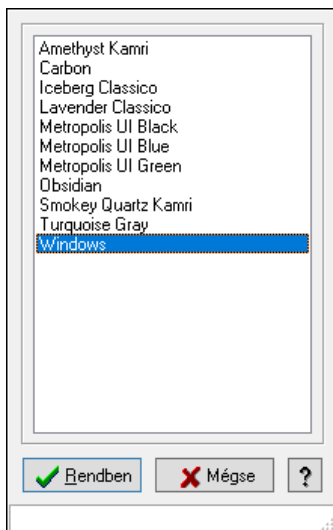 Amethyst Kamri
Carbon
Iceberg Classico
Lavender Classico
Metropolis UI Black
Metropolis UI Blue
Metropolis UI Green
Obsidian
Smokey Quartz Kamri
Turquoise Gray
Windows
Rendben Mégse ?